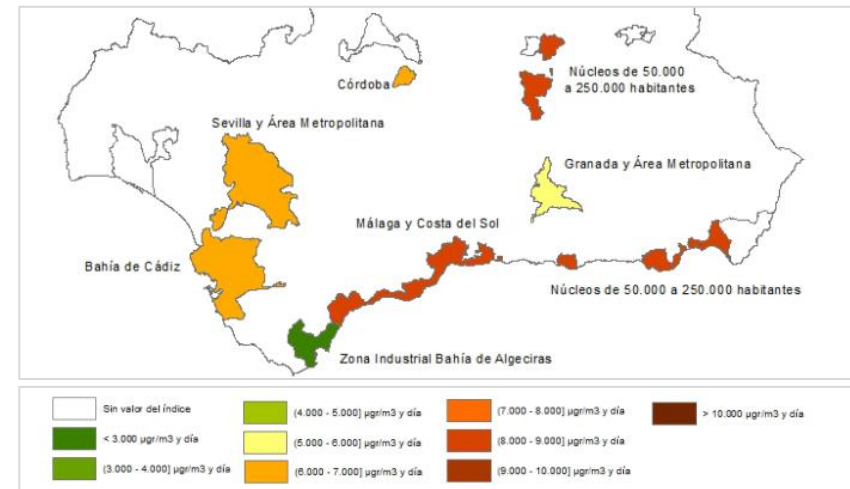 Córdoba
Núcleos de 50.000
a 250.000 habitantes
Sevilla y Área Metropolitana
Granada y Área Metropolitana
Málaga y Costa del Sol
Bahía de Cádiz
Núcleos de 50.000 a 250.000 habitantes
Zona Industrial Bahía de Algeciras
Sin valor del índice
< 3.000 µgr/m3 y día
(3.000 - 4.000] µgr/m3 y día
(4.000 - 5.000] µgr/m3 y día
(5.000 - 6.000] µgr/m3 y día
(6.000 - 7.000] µgr/m3 y día
(7.000 - 8.000] µgr/m3 y día
(8.000 - 9.000] µgr/m3 y día
(9.000 - 10.000] µgr/m3 y día
> 10.000 µgr/m3 y día